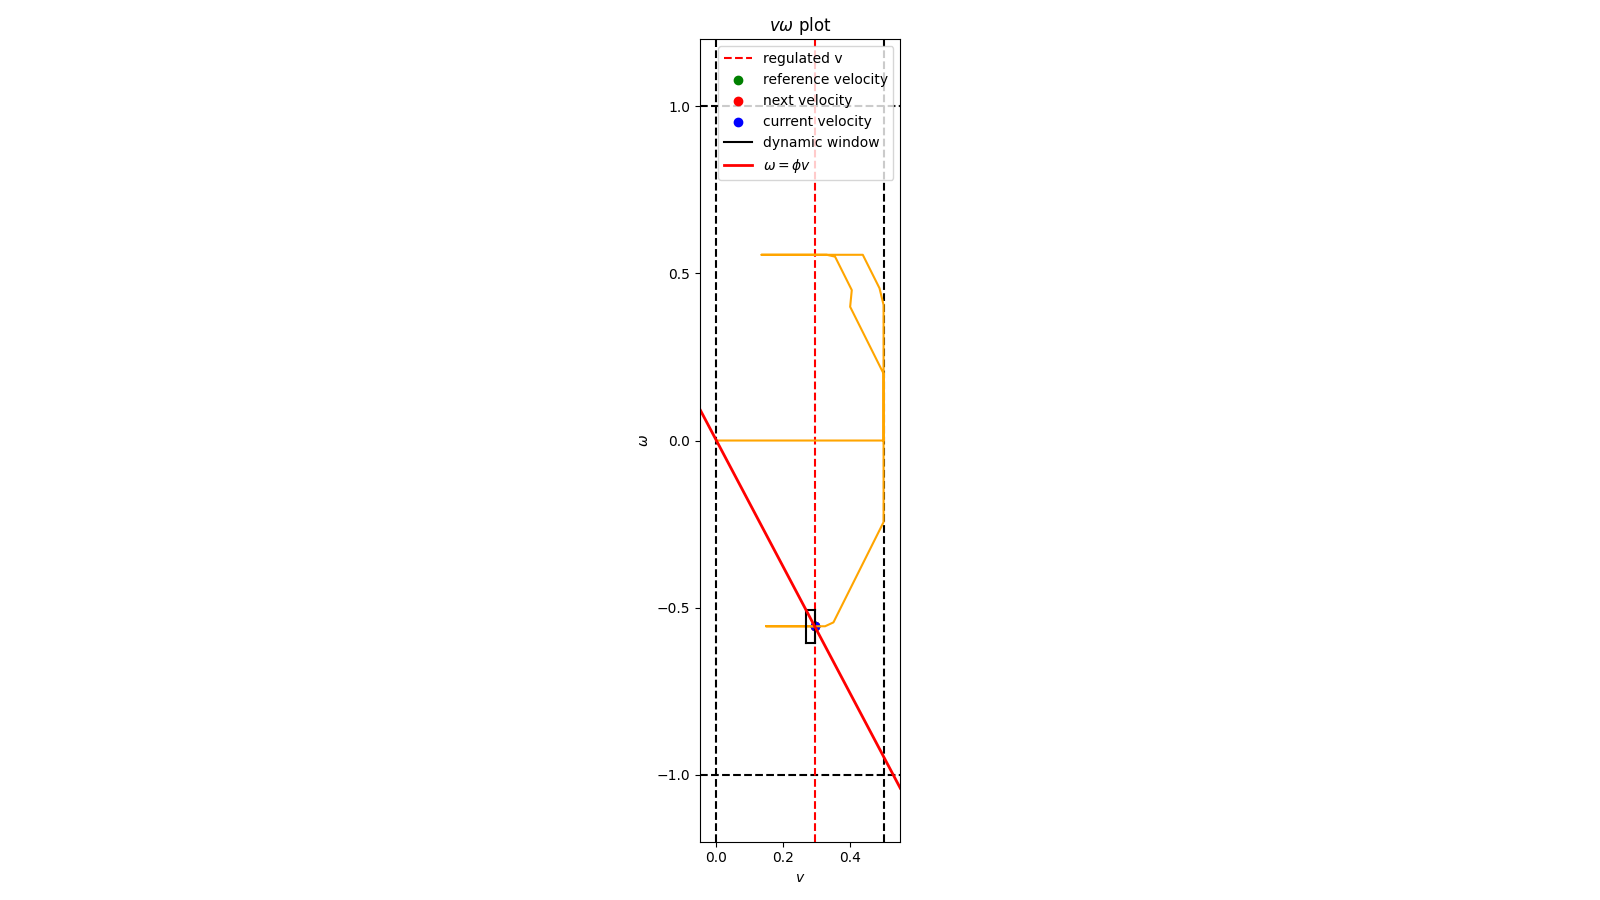 vω plot
regulated v
reference velocity
next velocity
current velocity
dynamic window
ω = ϕv
1.0
0.5
0.0
−0.5
−1.0
ω
0.0 0.2 0.4
v